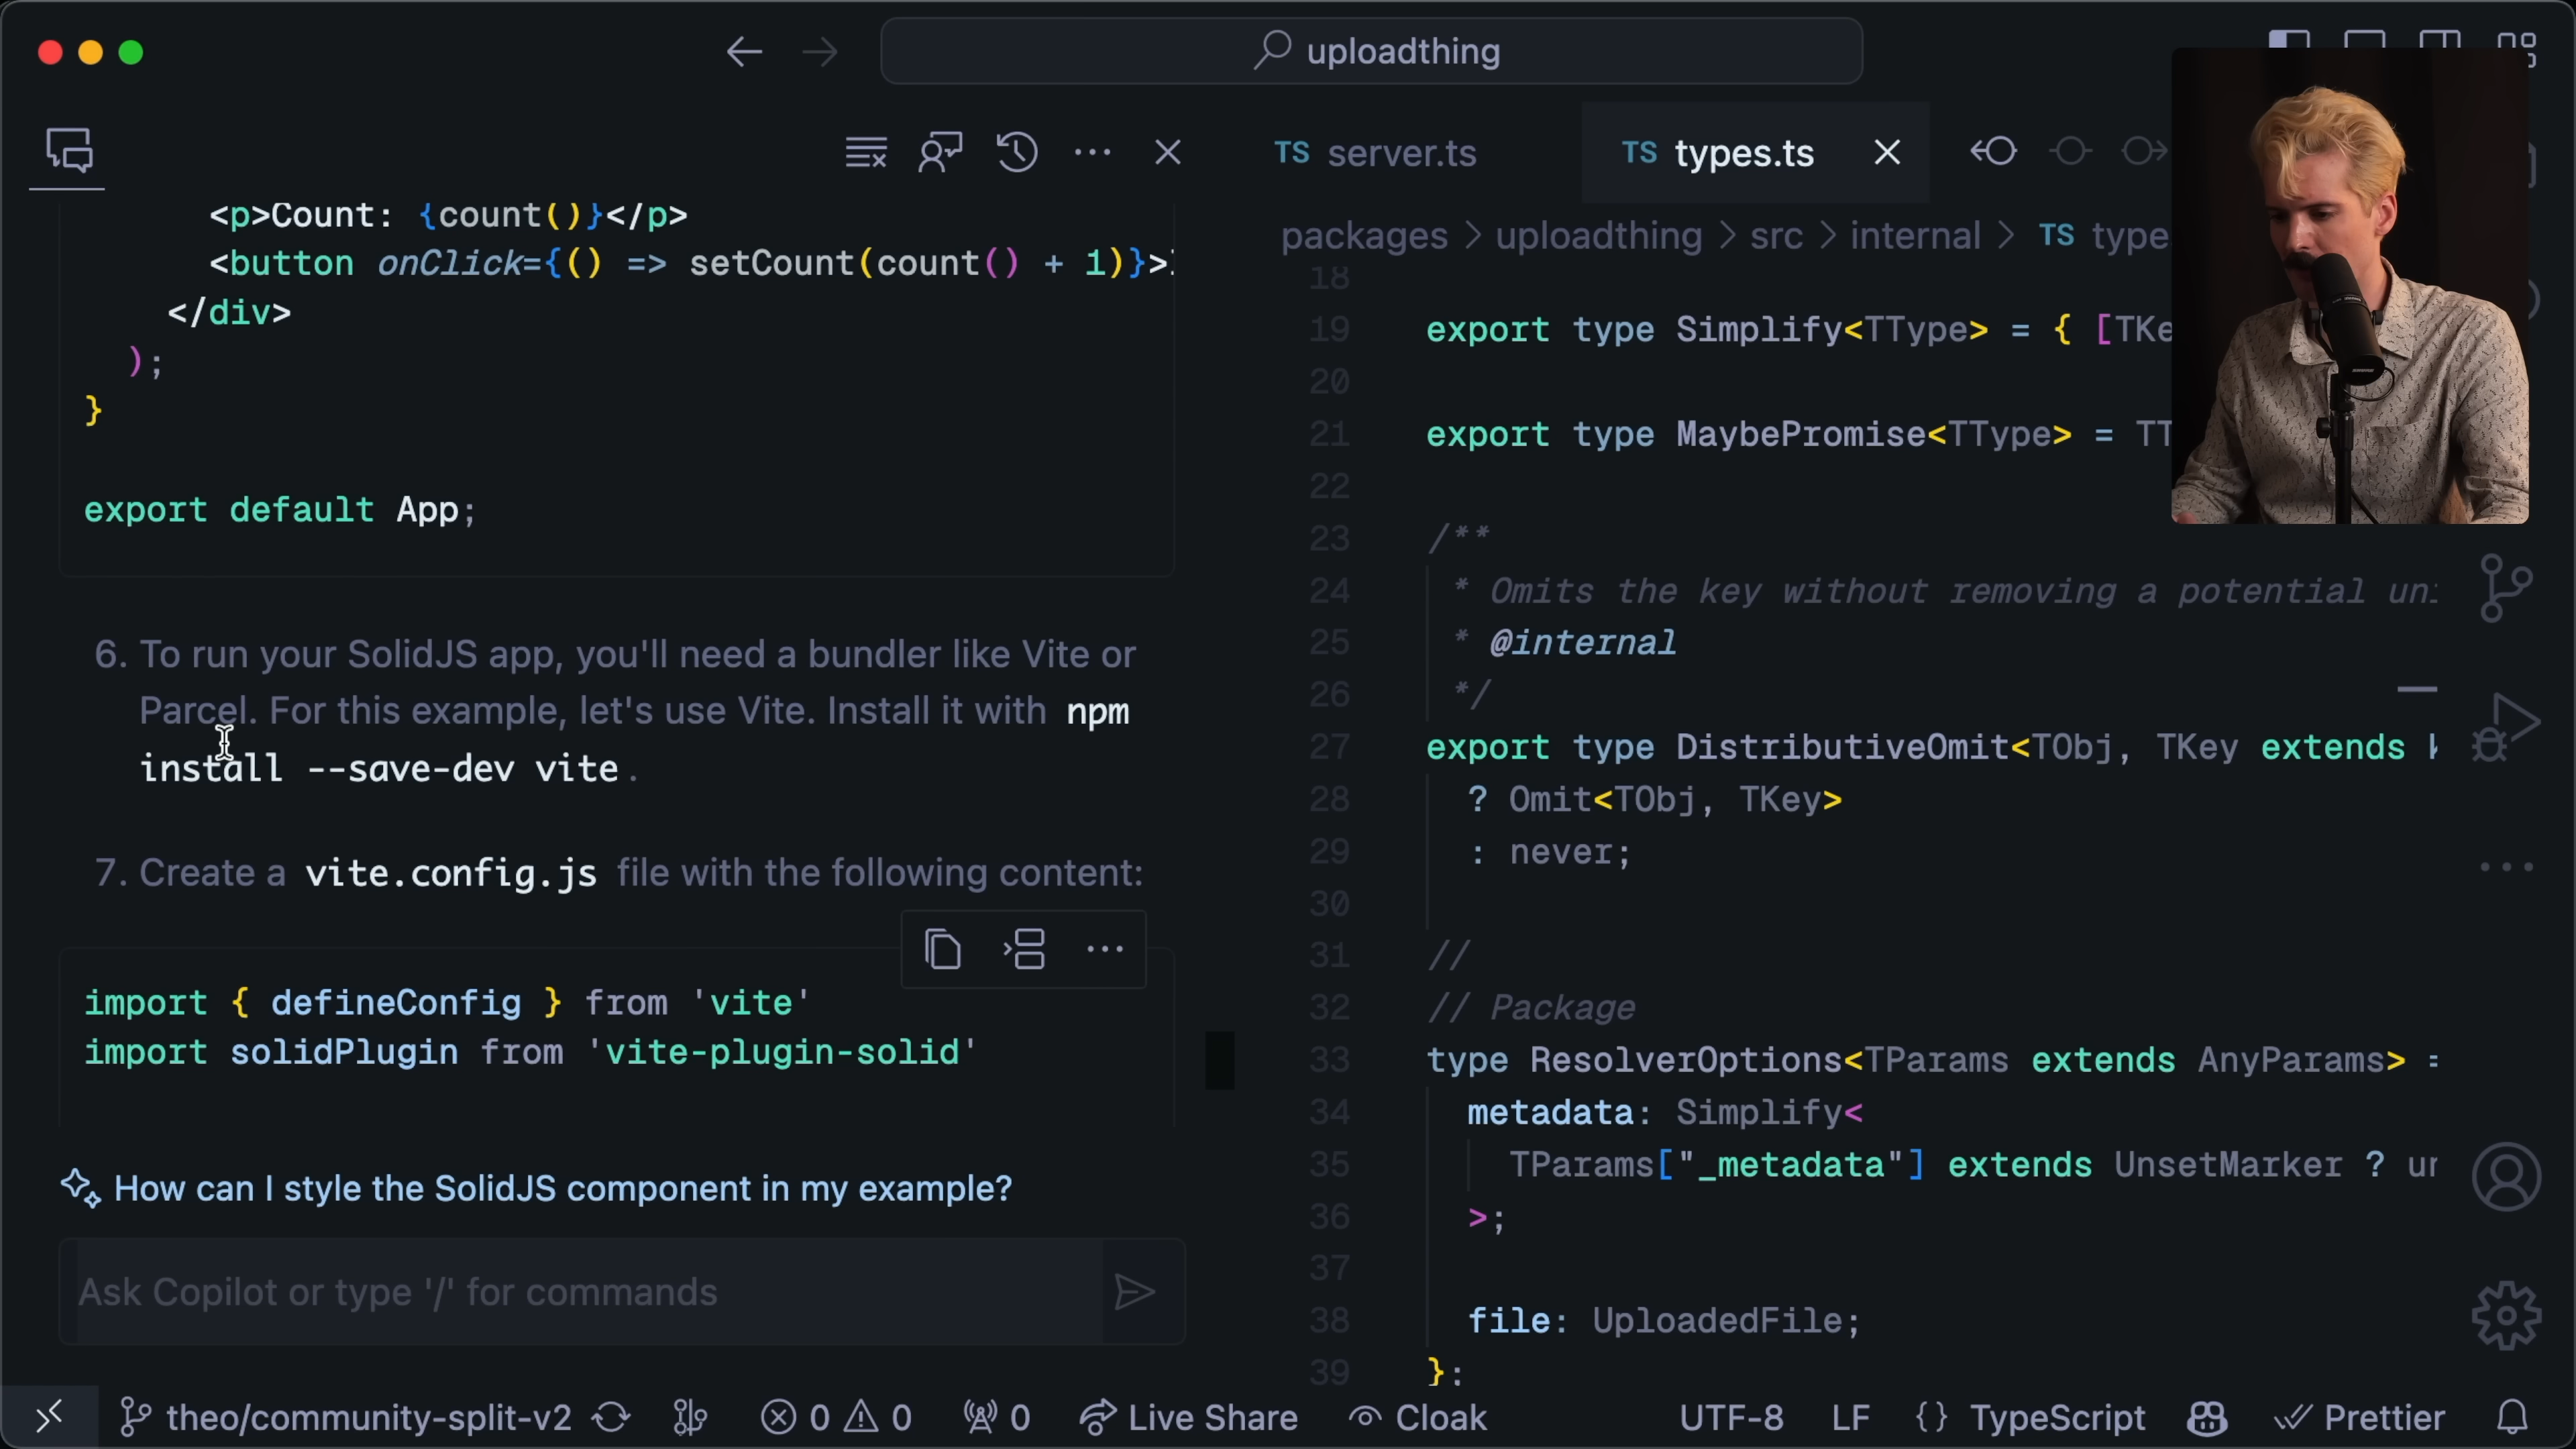 uploadthing
<p>Count: {count()}</p>
<button onClick={() => setCount(count() + 1)}>
</div>
);
}
export default App;
6. To run your SolidJS app, you'll need a bundler like Vite or
Parcel. For this example, let's use Vite. Install it with npm
install --save-dev vite.
7. Create a vite.config.js file with the following content:
import { defineConfig } from 'vite'
import solidPlugin from 'vite-plugin-solid'
How can I style the SolidJS component in my example?
Ask Copilot or type '/' for commands
TS server.ts
TS types.ts
packages > uploadthing > src > internal > TS type
18
19 export type Simplify<TType> = { [TKe
20
21 export type MaybePromise<TType> = TT
22
23 /**
24 * Omits the key without removing a potential un
25 * @internal
26 */
27 export type DistributiveOmit<TObj, TKey extends
28 ? Omit<TObj, TKey>
29 : never;
30
31 //
32 // Package
33 type ResolverOptions<TParams extends AnyParams> =
34 metadata: Simplify<
35 TParams["_metadata"] extends UnsetMarker ? ur
36 >;
37
38 file: UploadedFile;
39 };
theo/community-split-v2 0 0 0 Live Share Cloak UTF-8 LF {} TypeScript Prettier